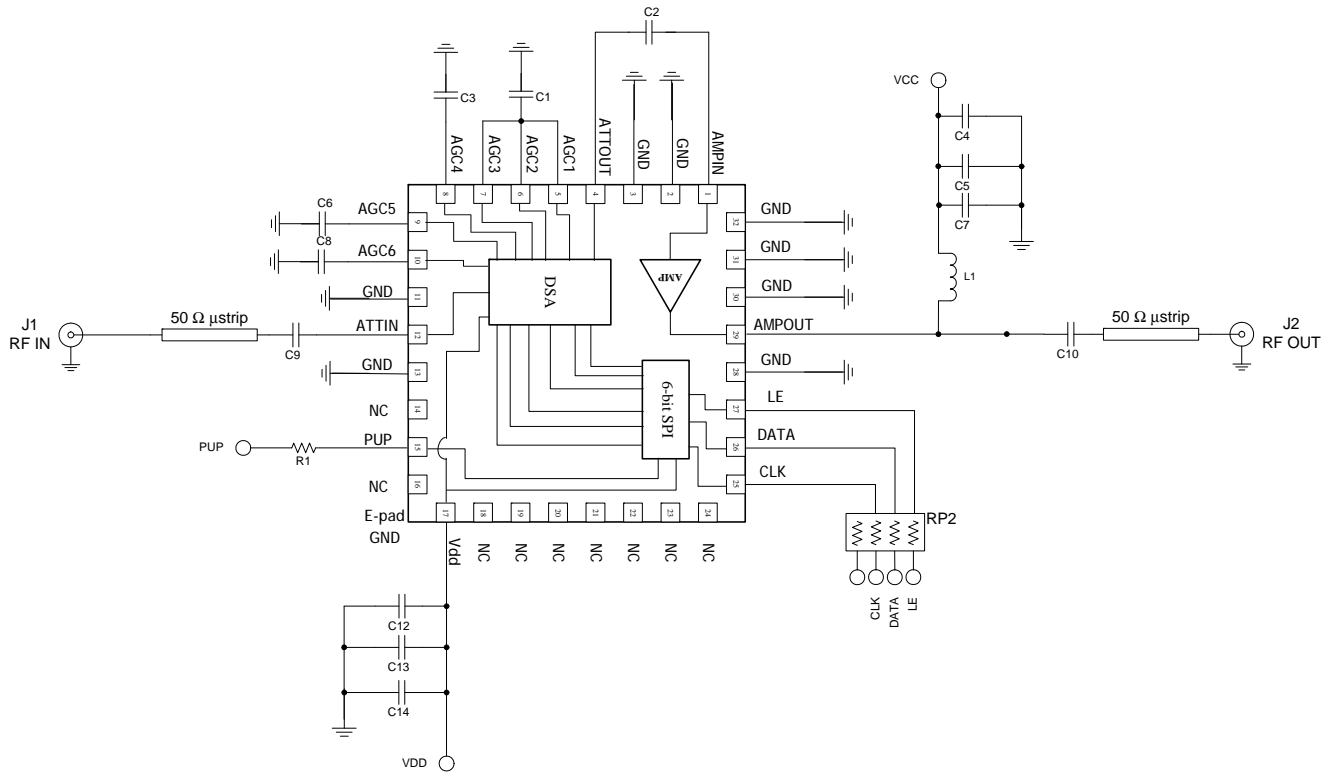 C2
VCC
C3
C1
C4
C5
C7
L1
AGC4
AGC3
AGC2
AGC1
ATTOUT
GND
GND
AMPIN
8
7
6
5
4
3
2
1
C6
AGC5
9
C8
AGC6
10
GND
11
J1
RF IN
50 Ω µstrip
C9
ATTIN
12
GND
13
NC
14
PUP
R1
PUP
15
NC
16
E-pad
GND
DSA
AMP
6-bit SPI
32
GND
31
GND
30
GND
29
AMPOUT
28
GND
27
LE
26
DATA
25
CLK
C10
50 Ω µstrip
J2
RF OUT
17
18
19
20
21
22
23
24
Vdd
NC
NC
NC
NC
NC
NC
NC
RP2
CLK
DATA
LE
C12
C13
C14
VDD